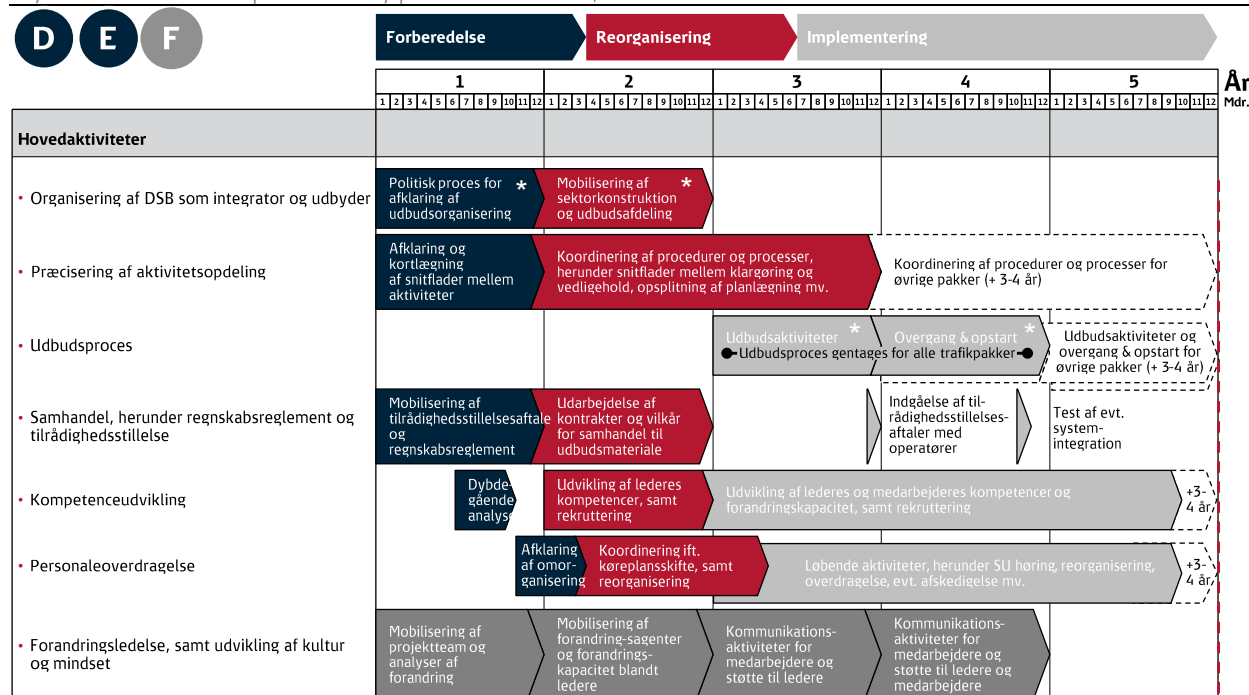 D E F
Forberedelse
Reorganisering
Implementering
1
2
3
4
5
År
1 2 3 4 5 6 7 8 9 10 11 12 1 2 3 4 5 6 7 8 9 10 11 12 1 2 3 4 5 6 7 8 9 10 11 12 1 2 3 4 5 6 7 8 9 10 11 12 1 2 3 4 5 6 7 8 9 10 11 12
Mdr.
Hovedaktiviteter
• Organisering af DSB som integrator og udbyder
Politisk proces for *
afklaring af
udbudsorganisering
Mobilisering af *
sektorkonstruktion
og udbudsafdeling
• Præcisering af aktivitetsopdeling
Afklaring og
kortlægning
af snitflader mellem
aktiviteter
Koordinering af procedurer og processer,
herunder snitflader mellem klargøring og
vedligehold, opsplitning af planlægning mv.
Koordinering af procedurer og processer for
øvrige pakker (+ 3-4 år)
• Udbudsproces
Udbudsaktiviteter *
Overgang & opstart *
Udbudsproces gentages for alle trafikpakker
Udbudsaktiviteter og
overgang & opstart for
øvrige pakker (+ 3-4 år)
• Samhandel, herunder regnskabsreglement og
tilrådighedsstillelse
Mobilisering af
tilrådighedsstillelsesaftale
og
regnskabsreglement
Udarbejdelse af
kontrakter og vilkår
for samhandel til
udbudsmateriale
Indgåelse af til-
rådighedsstillelses-
aftaler med
operatører
Test af evt.
system-
integration
• Kompetenceudvikling
Dybde-
gående
analyse
Udvikling af lederes
kompetencer, samt
rekruttering
Udvikling af lederes og medarbejderes kompetencer og
forandringskapacitet, samt rekruttering
+3-
4 år
• Personaleoverdragelse
Afklaring
af omor-
ganisering
Koordinering ift.
køreplansskifte, samt
reorganisering
Løbende aktiviteter, herunder SU høring, reorganisering,
overdragelse, evt. afskedigelse mv.
+3-
4 år
• Forandringsledelse, samt udvikling af kultur
og mindset
Mobilisering af
projektteam og
analyser af
forandring
Mobilisering af
forandring-sagenter
og forandrings-
kapacitet blandt
ledere
Kommunikations-
aktiviteter for
medarbejdere og
støtte til ledere
Kommunikations-
aktiviteter for
medarbejdere og
støtte til ledere og
medarbejdere